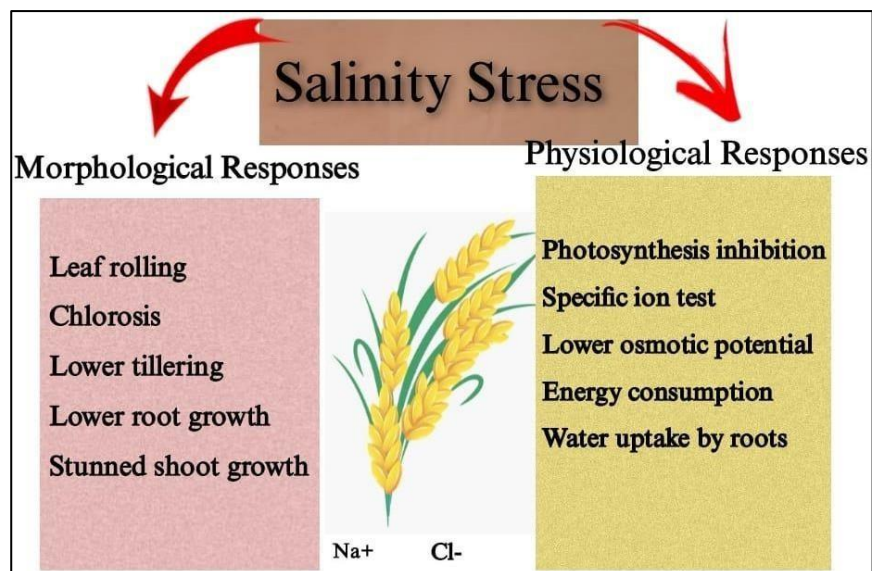 Salinity Stress
Morphological Responses
Leaf rolling
Chlorosis
Lower tillering
Lower root growth
Stunned shoot growth
Physiological Responses
Photosynthesis inhibition
Specific ion test
Lower osmotic potential
Energy consumption
Water uptake by roots
Na+ Cl-